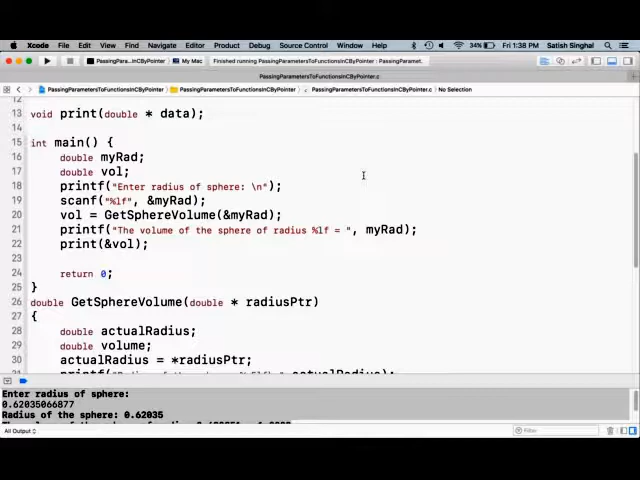 Xcode File Edit View Find Navigate Editor Product Debug Source Control Window Help 34% Fri 1:38 PM Satish Singhal
PassingPara...InCByPointer My Mac Finished running PassingParametersToFunctionsInCByPointer : PassingParamet...
PassingParametersToFunctionsInCByPointer.c
PassingParametersToFunctionsInCByPointer PassingParametersToFunctionsInCByPointer PassingParametersToFunctionsInCByPointer.c No Selection
12
13 void print(double * data);
14
15 int main() {
16 double myRad;
17 double vol;
18 printf("Enter radius of sphere: \n");
19 scanf("%lf", &myRad);
20 vol = GetSphereVolume(&myRad);
21 printf("The volume of the sphere of radius %lf = ", myRad);
22 print(&vol);
23
24 return 0;
25 }
26 double GetSphereVolume(double * radiusPtr)
27 {
28 double actualRadius;
29 double volume;
30 actualRadius = *radiusPtr;
31
Enter radius of sphere:
0.62035066877
Radius of the sphere: 0.62035
All Output
Filter